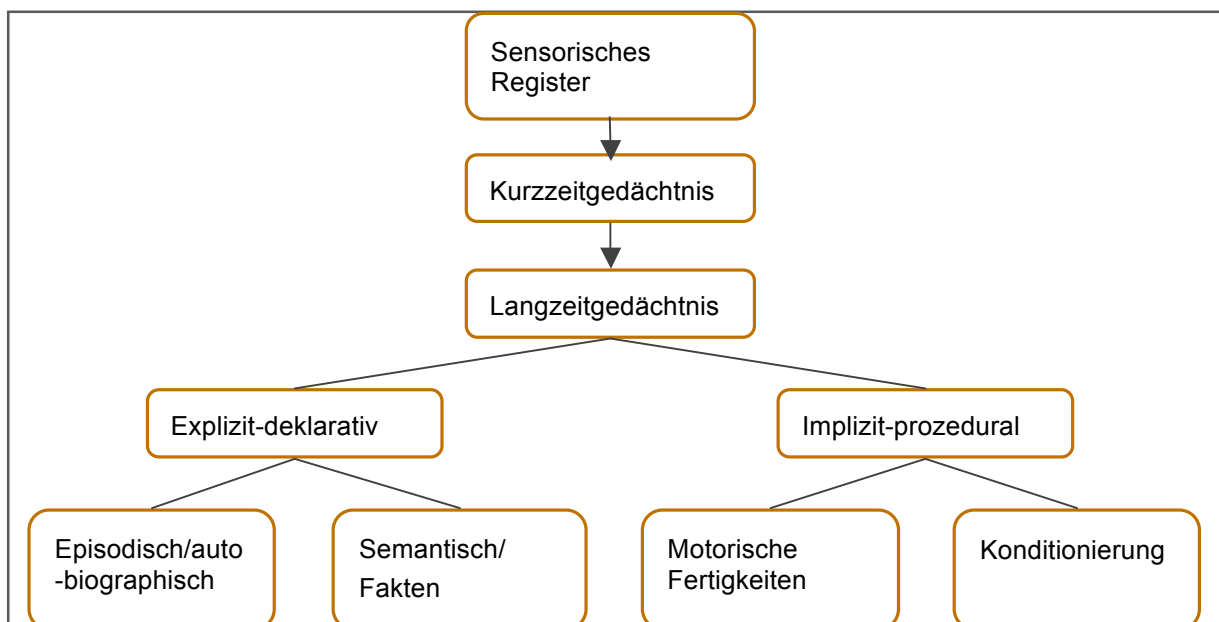 Sensorisches
Register
Kurzzeitgedächtnis
Langzeitgedächtnis
Explizit-deklarativ
Implizit-prozedural
Episodisch/auto
-biographisch
Semantisch/
Fakten
Motorische
Fertigkeiten
Konditionierung